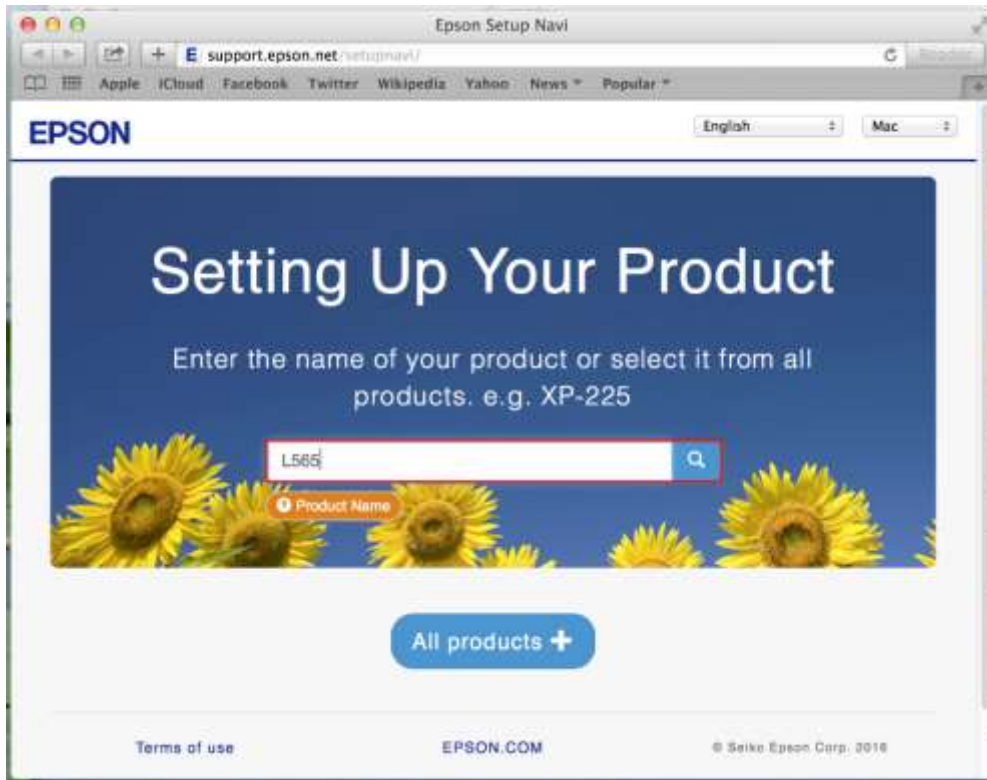 Epson Setup Navi
E support.epson.net/setupnavi/
Reader
Apple iCloud Facebook Twitter Wikipedia Yahoo News Popular
EPSON
English Mac
Setting Up Your Product
Enter the name of your product or select it from all
products. e.g. XP-225
L565
Product Name
All products +
Terms of use EPSON.COM © Seiko Epson Corp. 2016